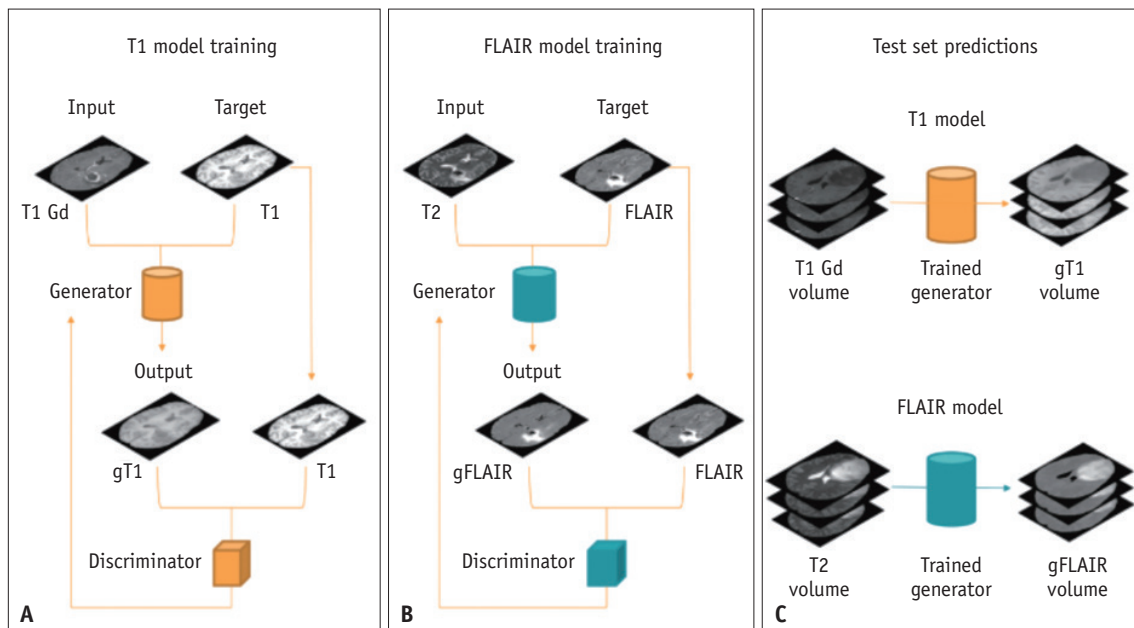 T1 model training
Input Target
T1 Gd T1
Generator
Output
gT1 T1
Discriminator
A
FLAIR model training
Input Target
T2 FLAIR
Generator
Output
gFLAIR FLAIR
Discriminator
B
Test set predictions
T1 model
T1 Gd Trained gT1
volume generator volume
FLAIR model
T2 Trained gFLAIR
volume generator volume
C